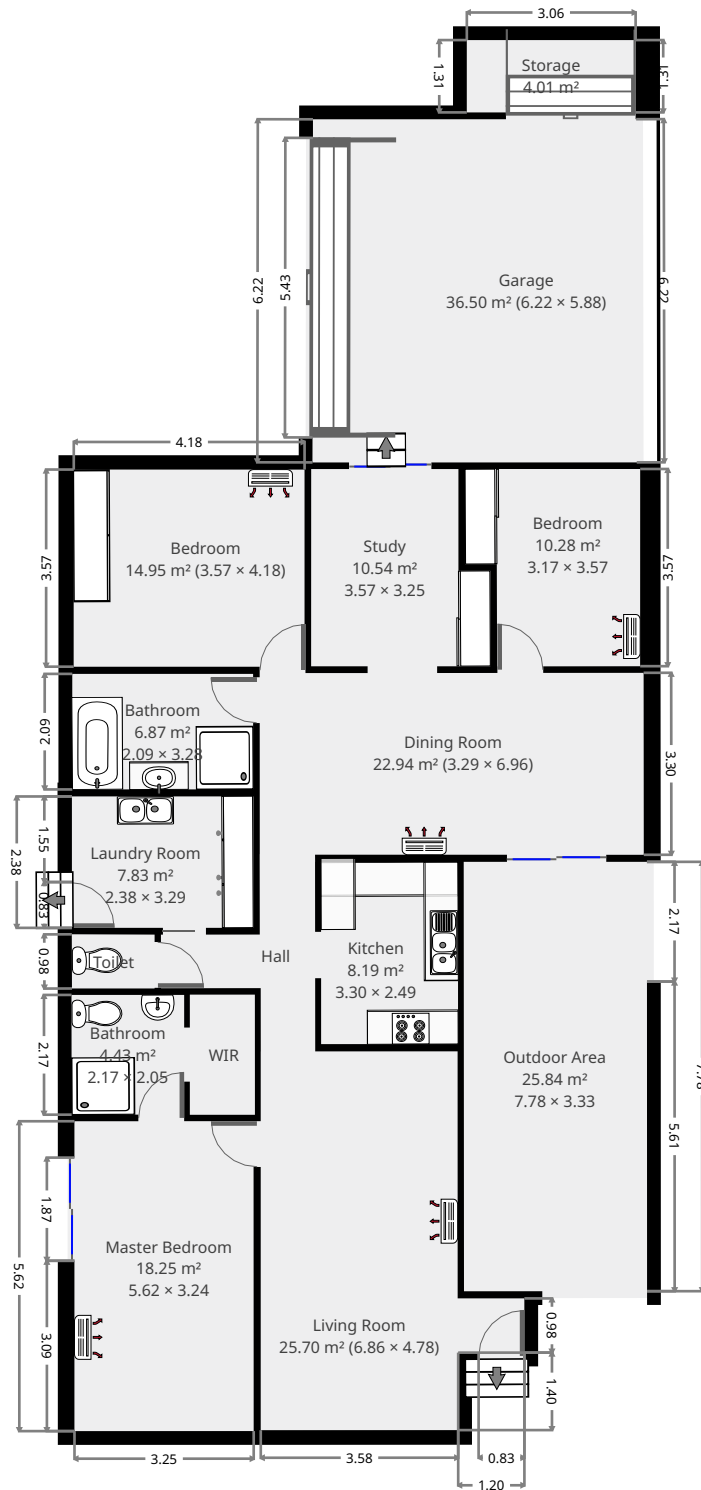 3.06
1.31
Storage
4.01 m²
1.31
6.22
5.43
Garage
36.50 m² (6.22 × 5.88)
6.22
4.18
3.57
Bedroom
14.95 m² (3.57 × 4.18)
Study
10.54 m²
3.57 × 3.25
Bedroom
10.28 m²
3.17 × 3.57
3.57
2.09
Bathroom
6.87 m²
2.09 × 3.28
Dining Room
22.94 m² (3.29 × 6.96)
3.30
2.38
1.55
0.83
Laundry Room
7.83 m²
2.38 × 3.29
2.17
0.98
Toilet
Hall
Kitchen
8.19 m²
3.30 × 2.49
2.17
Bathroom
4.43 m²
2.17 × 2.05
WIR
Outdoor Area
25.84 m²
7.78 × 3.33
7.78
5.61
5.62
1.87
3.09
Master Bedroom
18.25 m²
5.62 × 3.24
Living Room
25.70 m² (6.86 × 4.78)
0.98
1.40
3.25
3.58
0.83
1.20